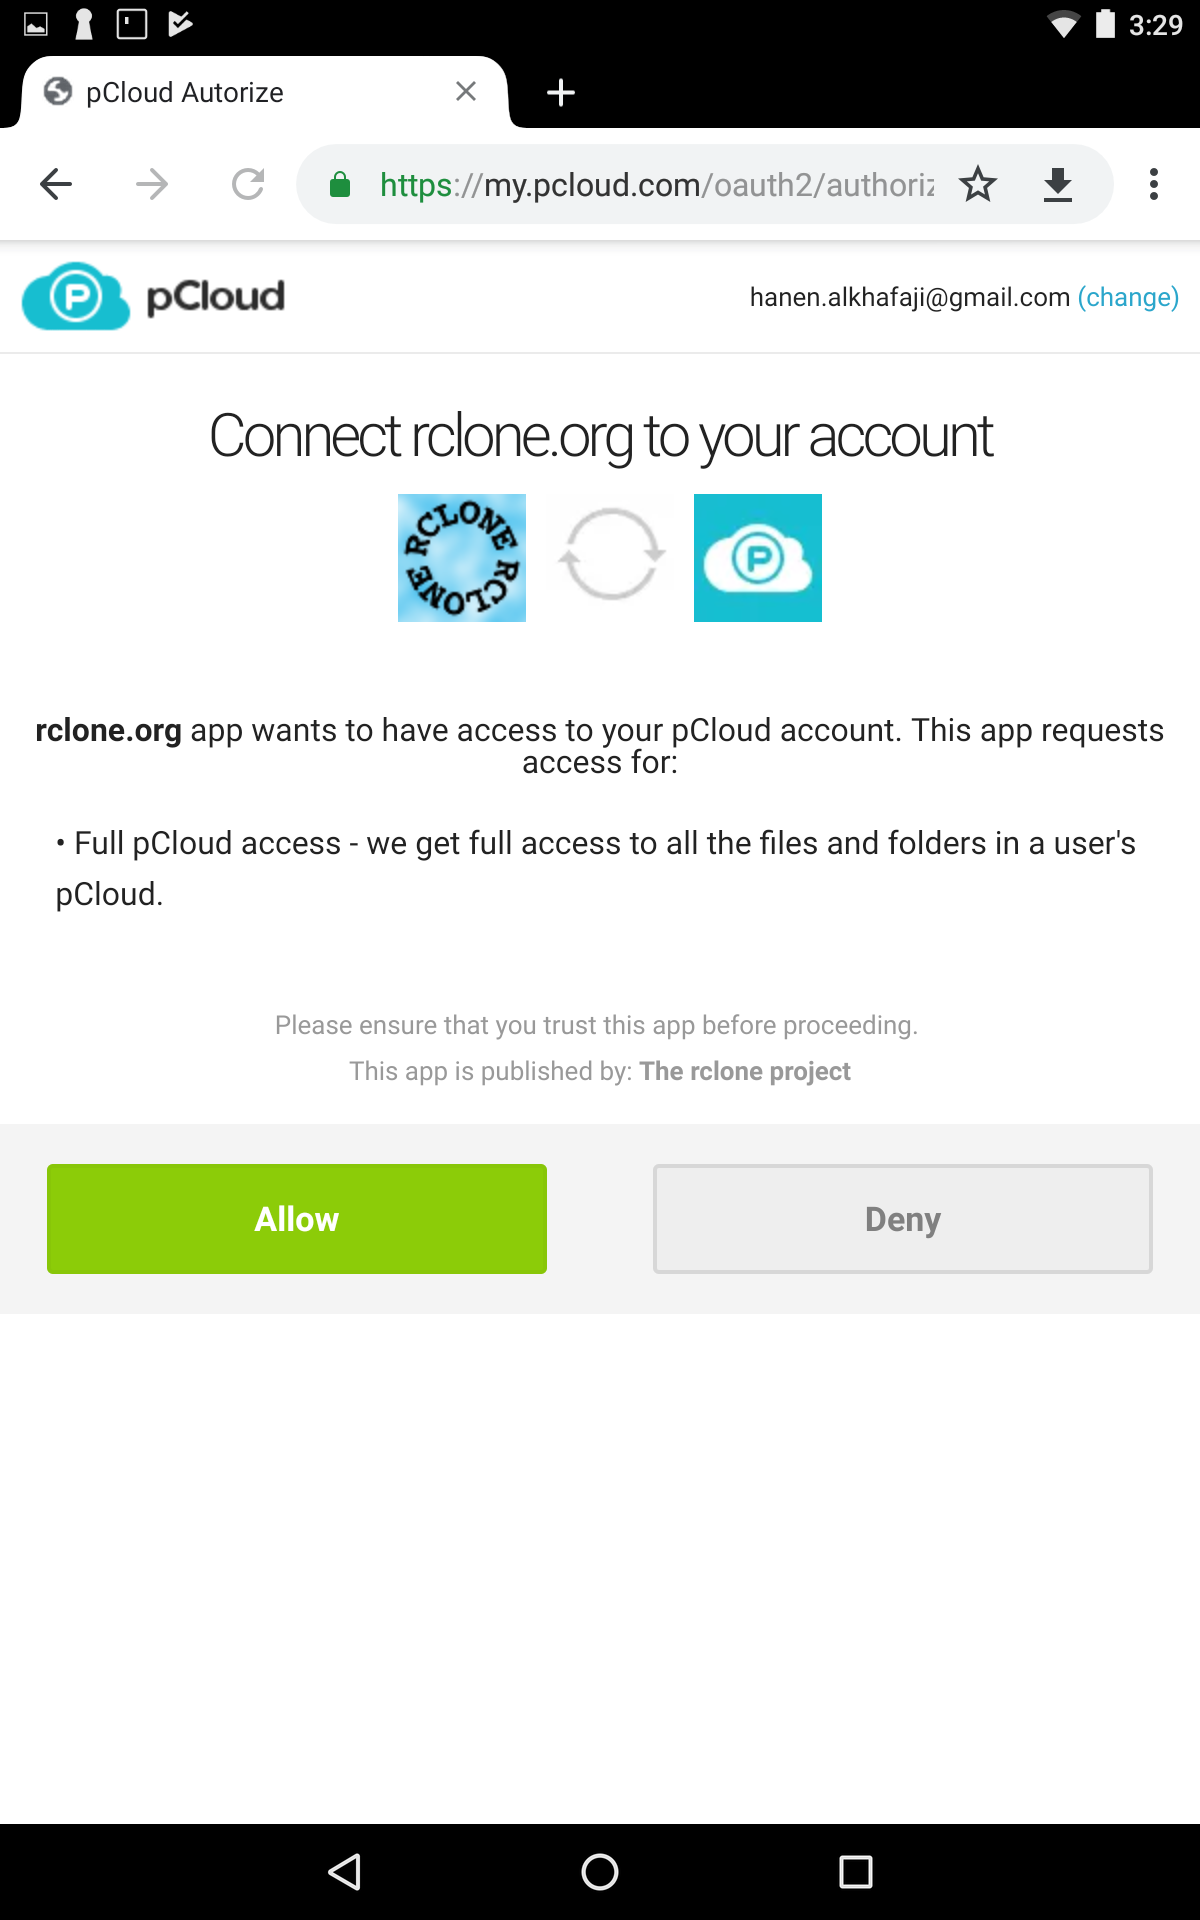 3:29
pCloud Autorize
https://my.pcloud.com/oauth2/authoriz
P pCloud
hanen.alkhafaji@gmail.com (change)
Connect rclone.org to your account
RCLONE RCLONE
P
rclone.org app wants to have access to your pCloud account. This app requests
access for:
• Full pCloud access - we get full access to all the files and folders in a user's
pCloud.
Please ensure that you trust this app before proceeding.
This app is published by: The rclone project
Allow
Deny